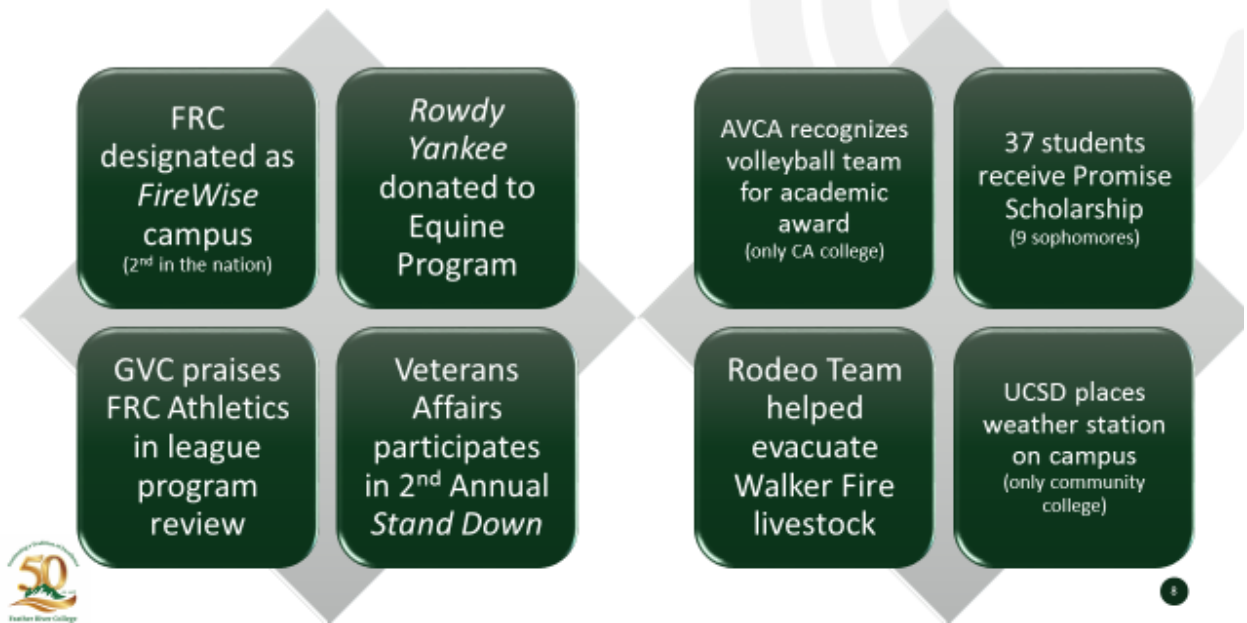 FRC
designated as
FireWise
campus
(2nd in the nation)
Rowdy
Yankee
donated to
Equine
Program
GVC praises
FRC Athletics
in league
program
review
Veterans
Affairs
participates
in 2nd Annual
Stand Down
AVCA recognizes
volleyball team
for academic
award
(only CA college)
37 students
receive Promise
Scholarship
(9 sophomores)
Rodeo Team
helped
evacuate
Walker Fire
livestock
UCSD places
weather station
on campus
(only community
college)
50
Feather River College
8